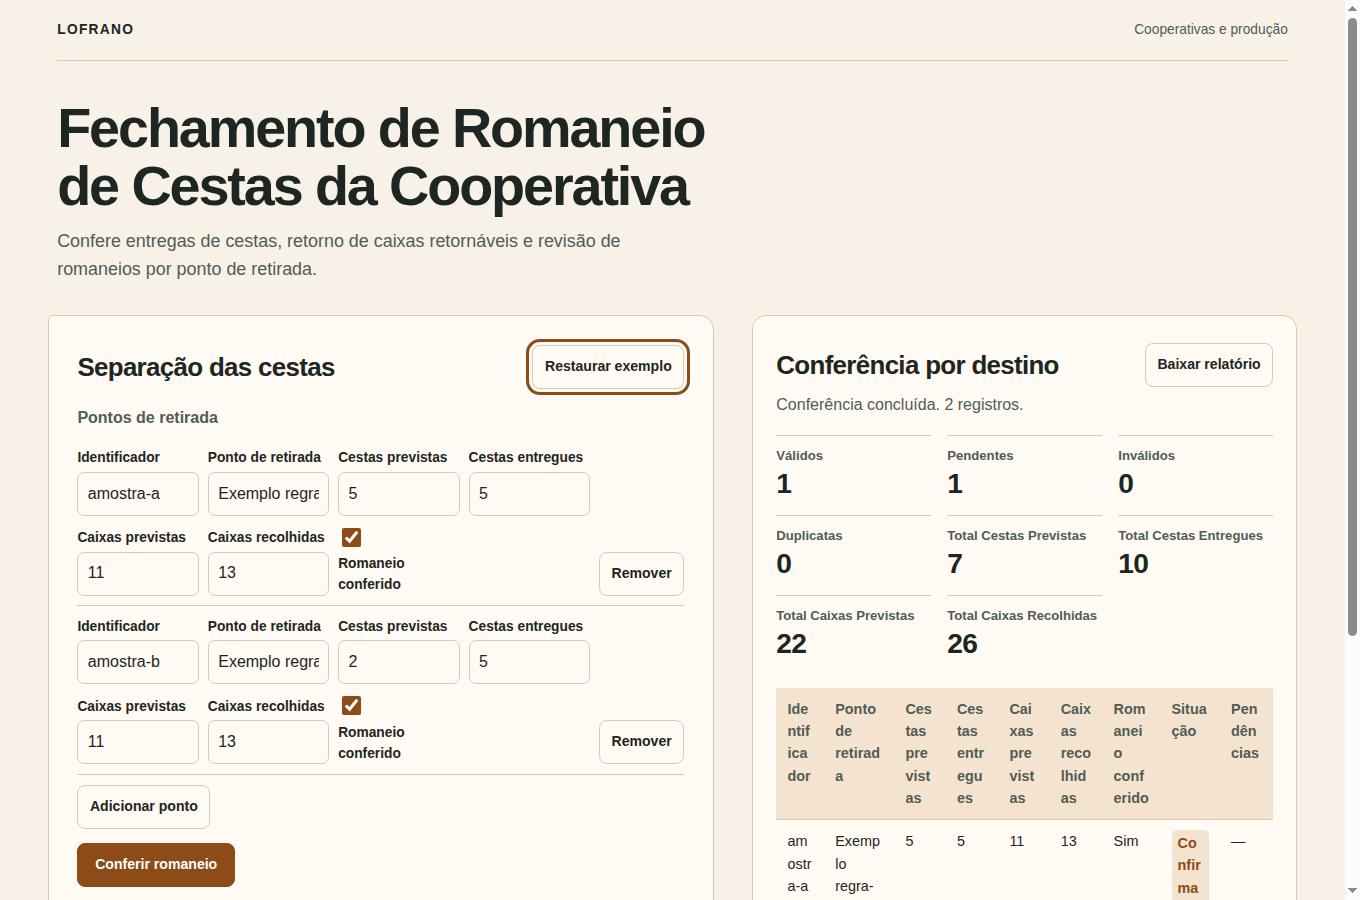 LOFRANO
Cooperativas e produção
Fechamento de Romaneio
de Cestas da Cooperativa
Confere entregas de cestas, retorno de caixas retornáveis e revisão de
romaneios por ponto de retirada.
Separação das cestas
Restaurar exemplo
Pontos de retirada
Identificador
Ponto de retirada
Cestas previstas
Cestas entregues
amostra-a
Exemplo regra
5
5
Caixas previstas
Caixas recolhidas
11
13
Romaneio
conferido
Remover
Identificador
Ponto de retirada
Cestas previstas
Cestas entregues
amostra-b
Exemplo regra
2
5
Caixas previstas
Caixas recolhidas
11
13
Romaneio
conferido
Remover
Adicionar ponto
Conferir romaneio
Conferência por destino
Baixar relatório
Conferência concluída. 2 registros.
Válidos
1
Pendentes
1
Inválidos
0
Duplicatas
0
Total Cestas Previstas
7
Total Cestas Entregues
10
Total Caixas Previstas
22
Total Caixas Recolhidas
26
Ide
ntif
ica
dor
Ponto
de
retirad
a
Ces
tas
pre
vist
as
Ces
tas
entr
egu
es
Cai
xas
pre
vist
as
Caix
as
reco
lhid
as
Rom
anei
o
conf
erido
Situa
ção
Pen
dên
cias
am
ostr
a-a
Exemp
lo
regra-
5
5
11
13
Sim
Co
nfir
ma
—